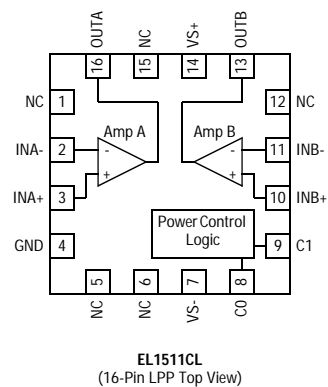 OUTA NC VS+ OUTB
16 15 14 13
NC 1 12 NC
Amp A Amp B
INA- 2 - - 11 INB-
INA+ 3 + + 10 INB+
Power Control
Logic
GND 4 9 C1
5 6 7 8
NC NC VS- C0
EL1511CL
(16-Pin LPP Top View)